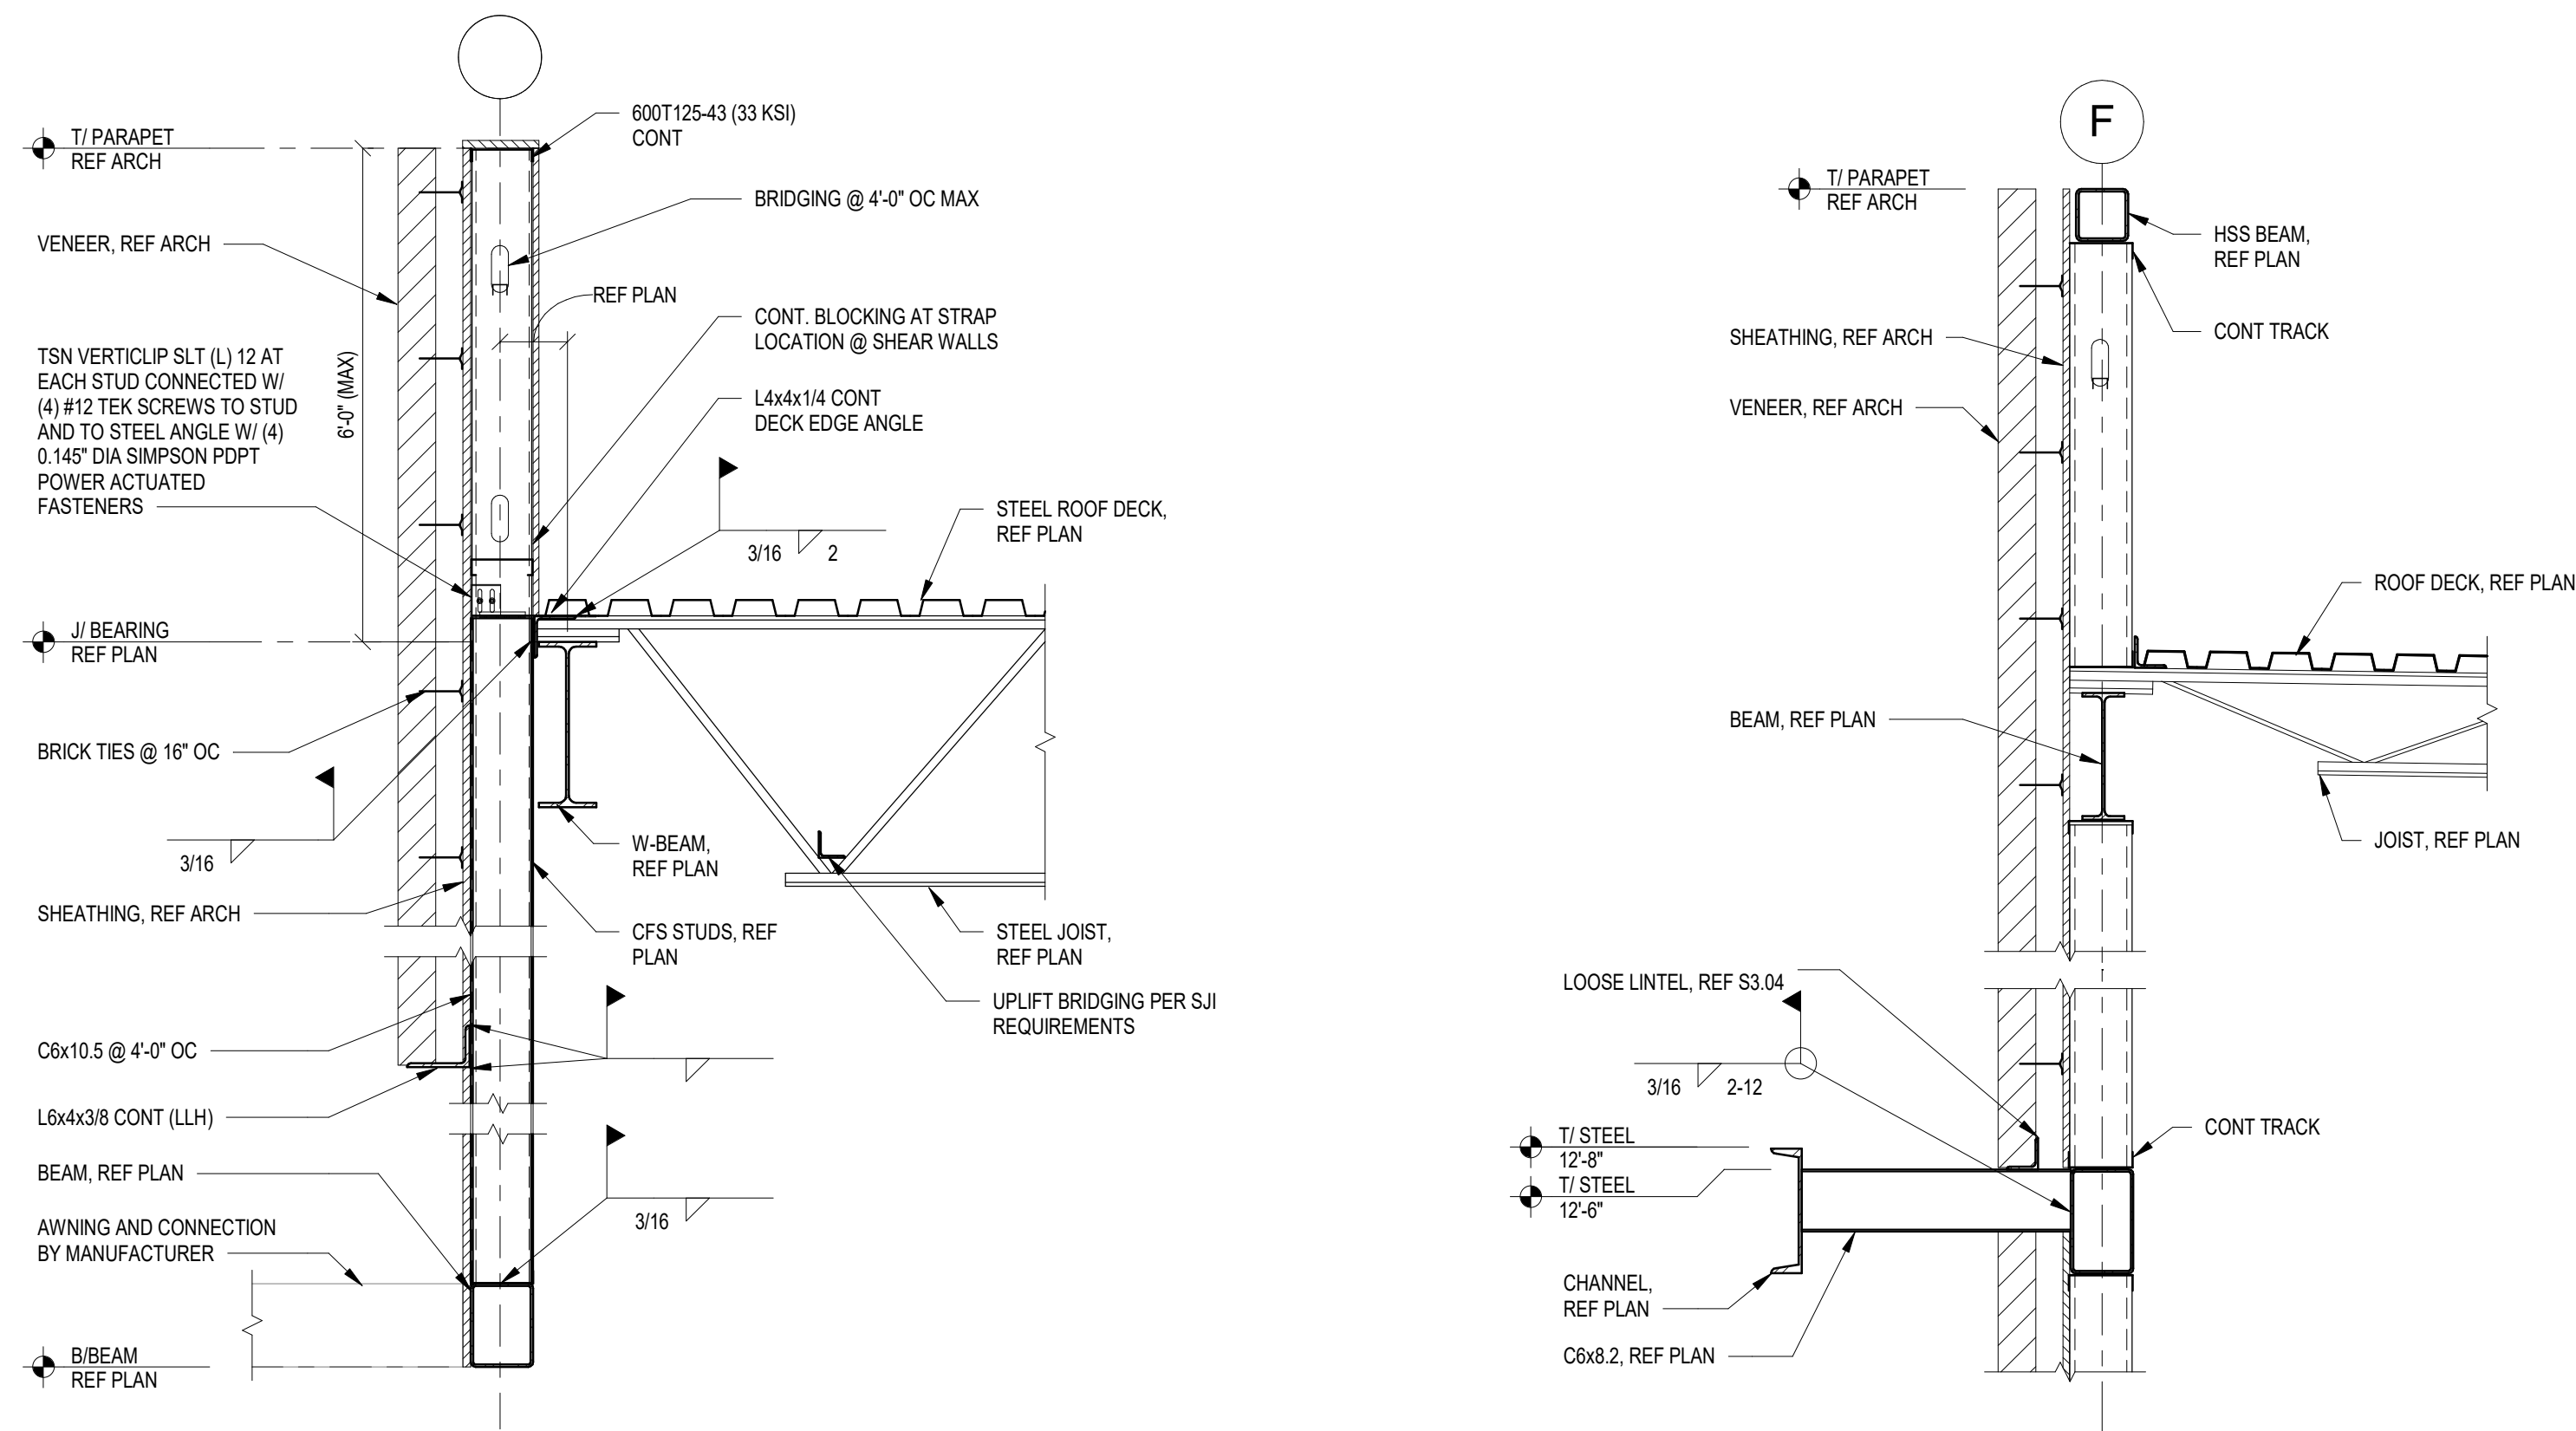 600T125-43 (33 KSI)
CONT
T/ PARAPET
REF ARCH
BRIDGING @ 4'-0" OC MAX
VENEER, REF ARCH
REF PLAN
CONT. BLOCKING AT STRAP
LOCATION @ SHEAR WALLS
TSN VERTICLIP SLT (L) 12 AT
EACH STUD CONNECTED W/
(4) #12 TEK SCREWS TO STUD
AND TO STEEL ANGLE W/ (4)
0.145" DIA SIMPSON PDPT
POWER ACTUATED
FASTENERS
6'-0" (MAX)
L4x4x1/4 CONT
DECK EDGE ANGLE
STEEL ROOF DECK,
REF PLAN
3/16 2
J/ BEARING
REF PLAN
BRICK TIES @ 16" OC
3/16
W-BEAM,
REF PLAN
SHEATHING, REF ARCH
CFS STUDS, REF
PLAN
STEEL JOIST,
REF PLAN
UPLIFT BRIDGING PER SJI
REQUIREMENTS
C6x10.5 @ 4'-0" OC
L6x4x3/8 CONT (LLH)
BEAM, REF PLAN
3/16
AWNING AND CONNECTION
BY MANUFACTURER
B/BEAM
REF PLAN
F
T/ PARAPET
REF ARCH
HSS BEAM,
REF PLAN
SHEATHING, REF ARCH
CONT TRACK
VENEER, REF ARCH
ROOF DECK, REF PLAN
BEAM, REF PLAN
JOIST, REF PLAN
LOOSE LINTEL, REF S3.04
3/16 2-12
T/ STEEL
12'-8"
T/ STEEL
12'-6"
CONT TRACK
CHANNEL,
REF PLAN
C6x8.2, REF PLAN